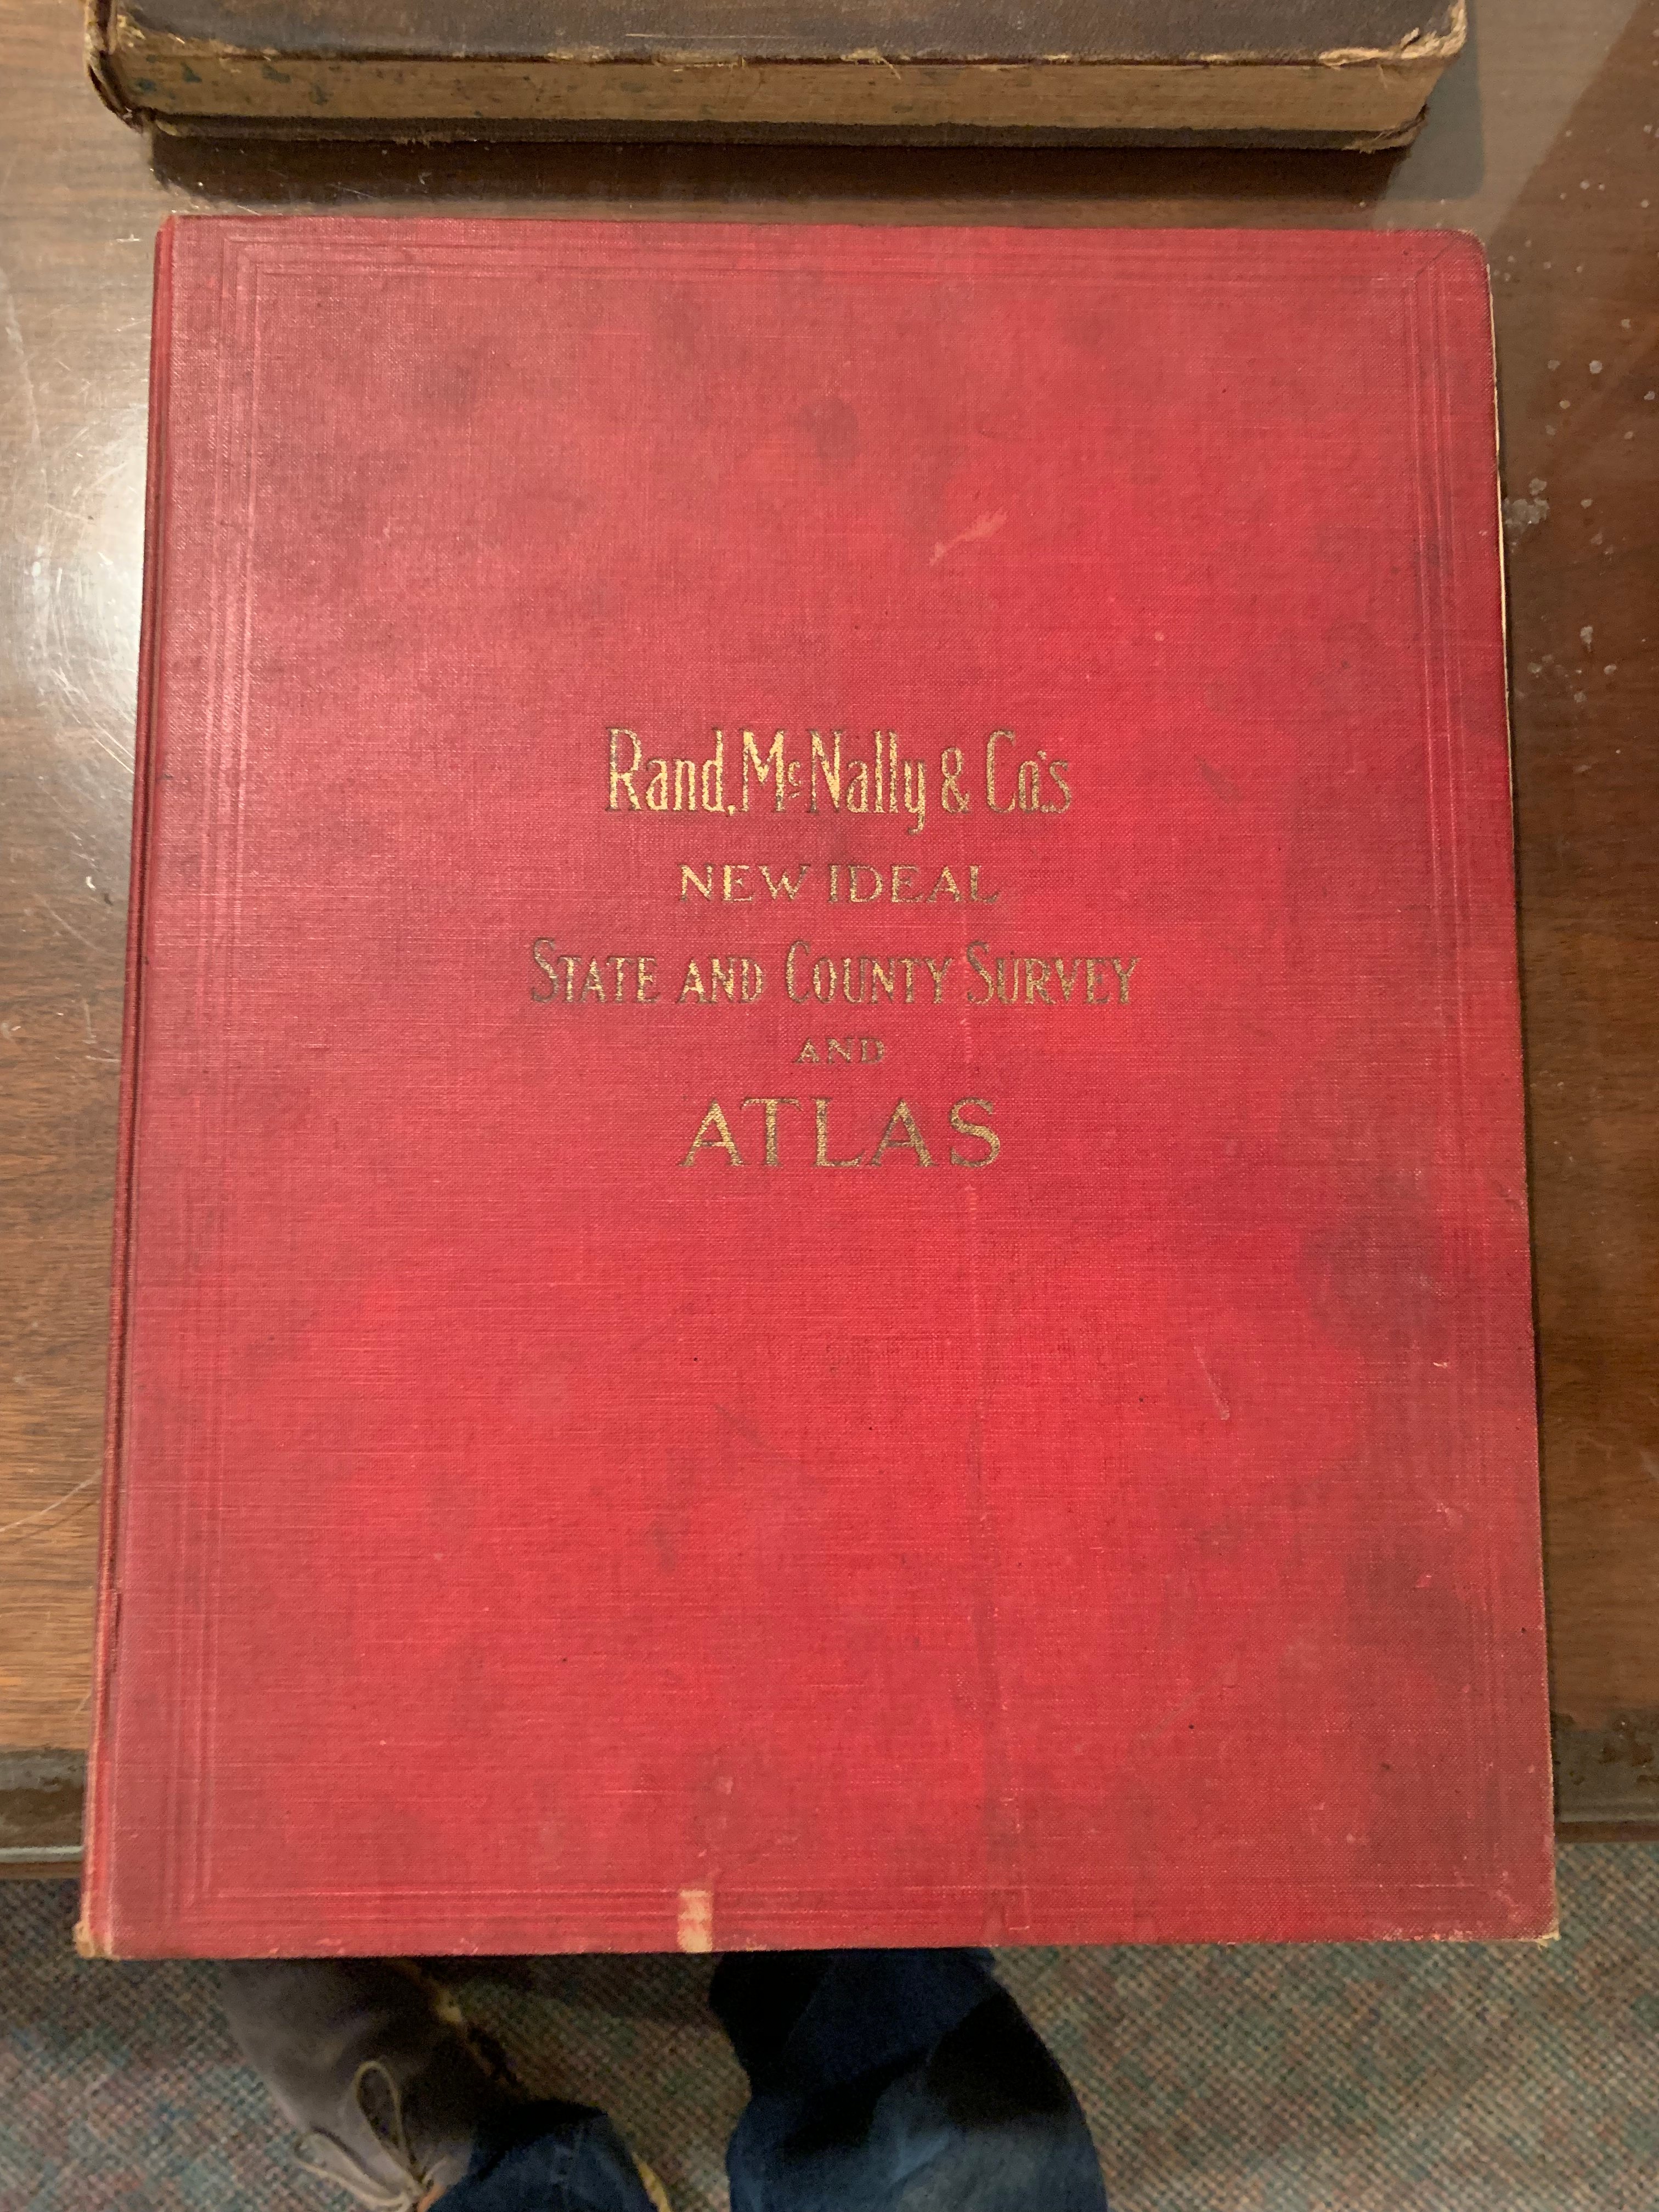 Rand, McNally & Co.'s
NEW IDEAL
STATE AND COUNTY SURVEY
AND
ATLAS